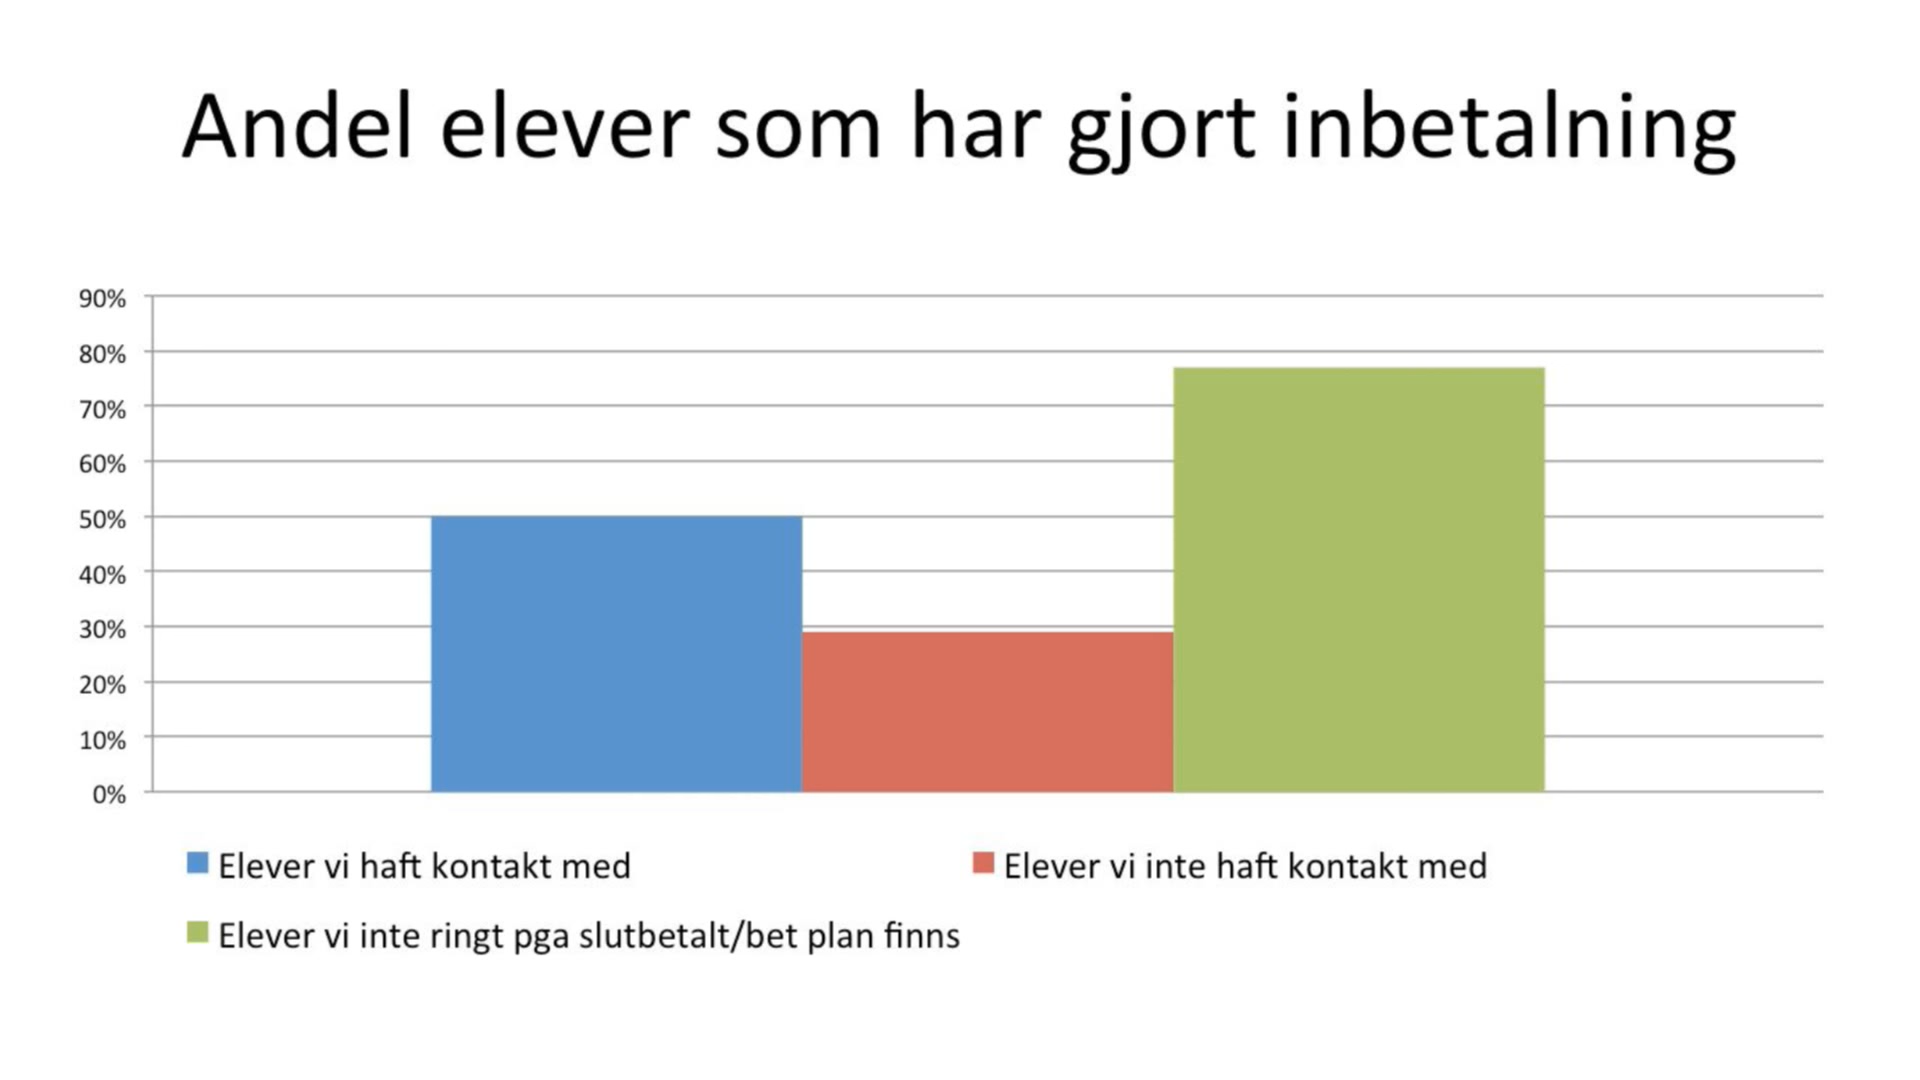 Andel elever som har gjort inbetalning
90%
80%
70%
60%
50%
40%
30%
20%
10%
0%
Elever vi haft kontakt med
Elever vi inte haft kontakt med
Elever vi inte ringt pga slutbetalt/bet plan finns